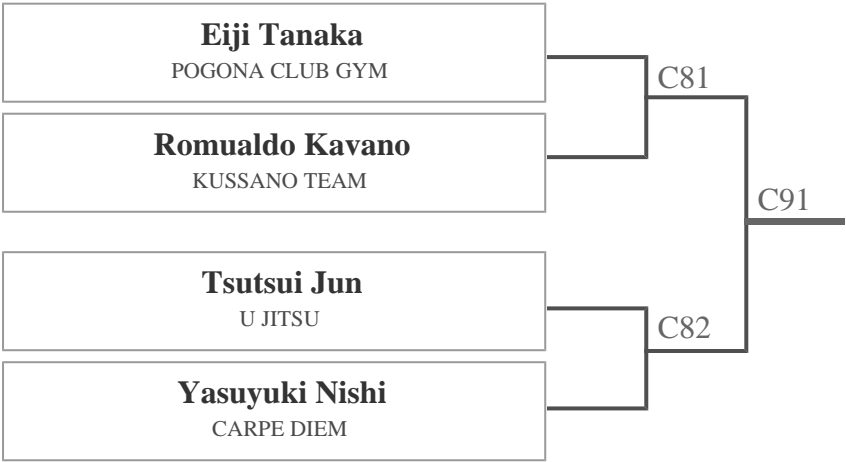 Eiji Tanaka
POGONA CLUB GYM
C81
Romualdo Kavano
KUSSANO TEAM
C91
Tsutsui Jun
U JITSU
C82
Yasuyuki Nishi
CARPE DIEM